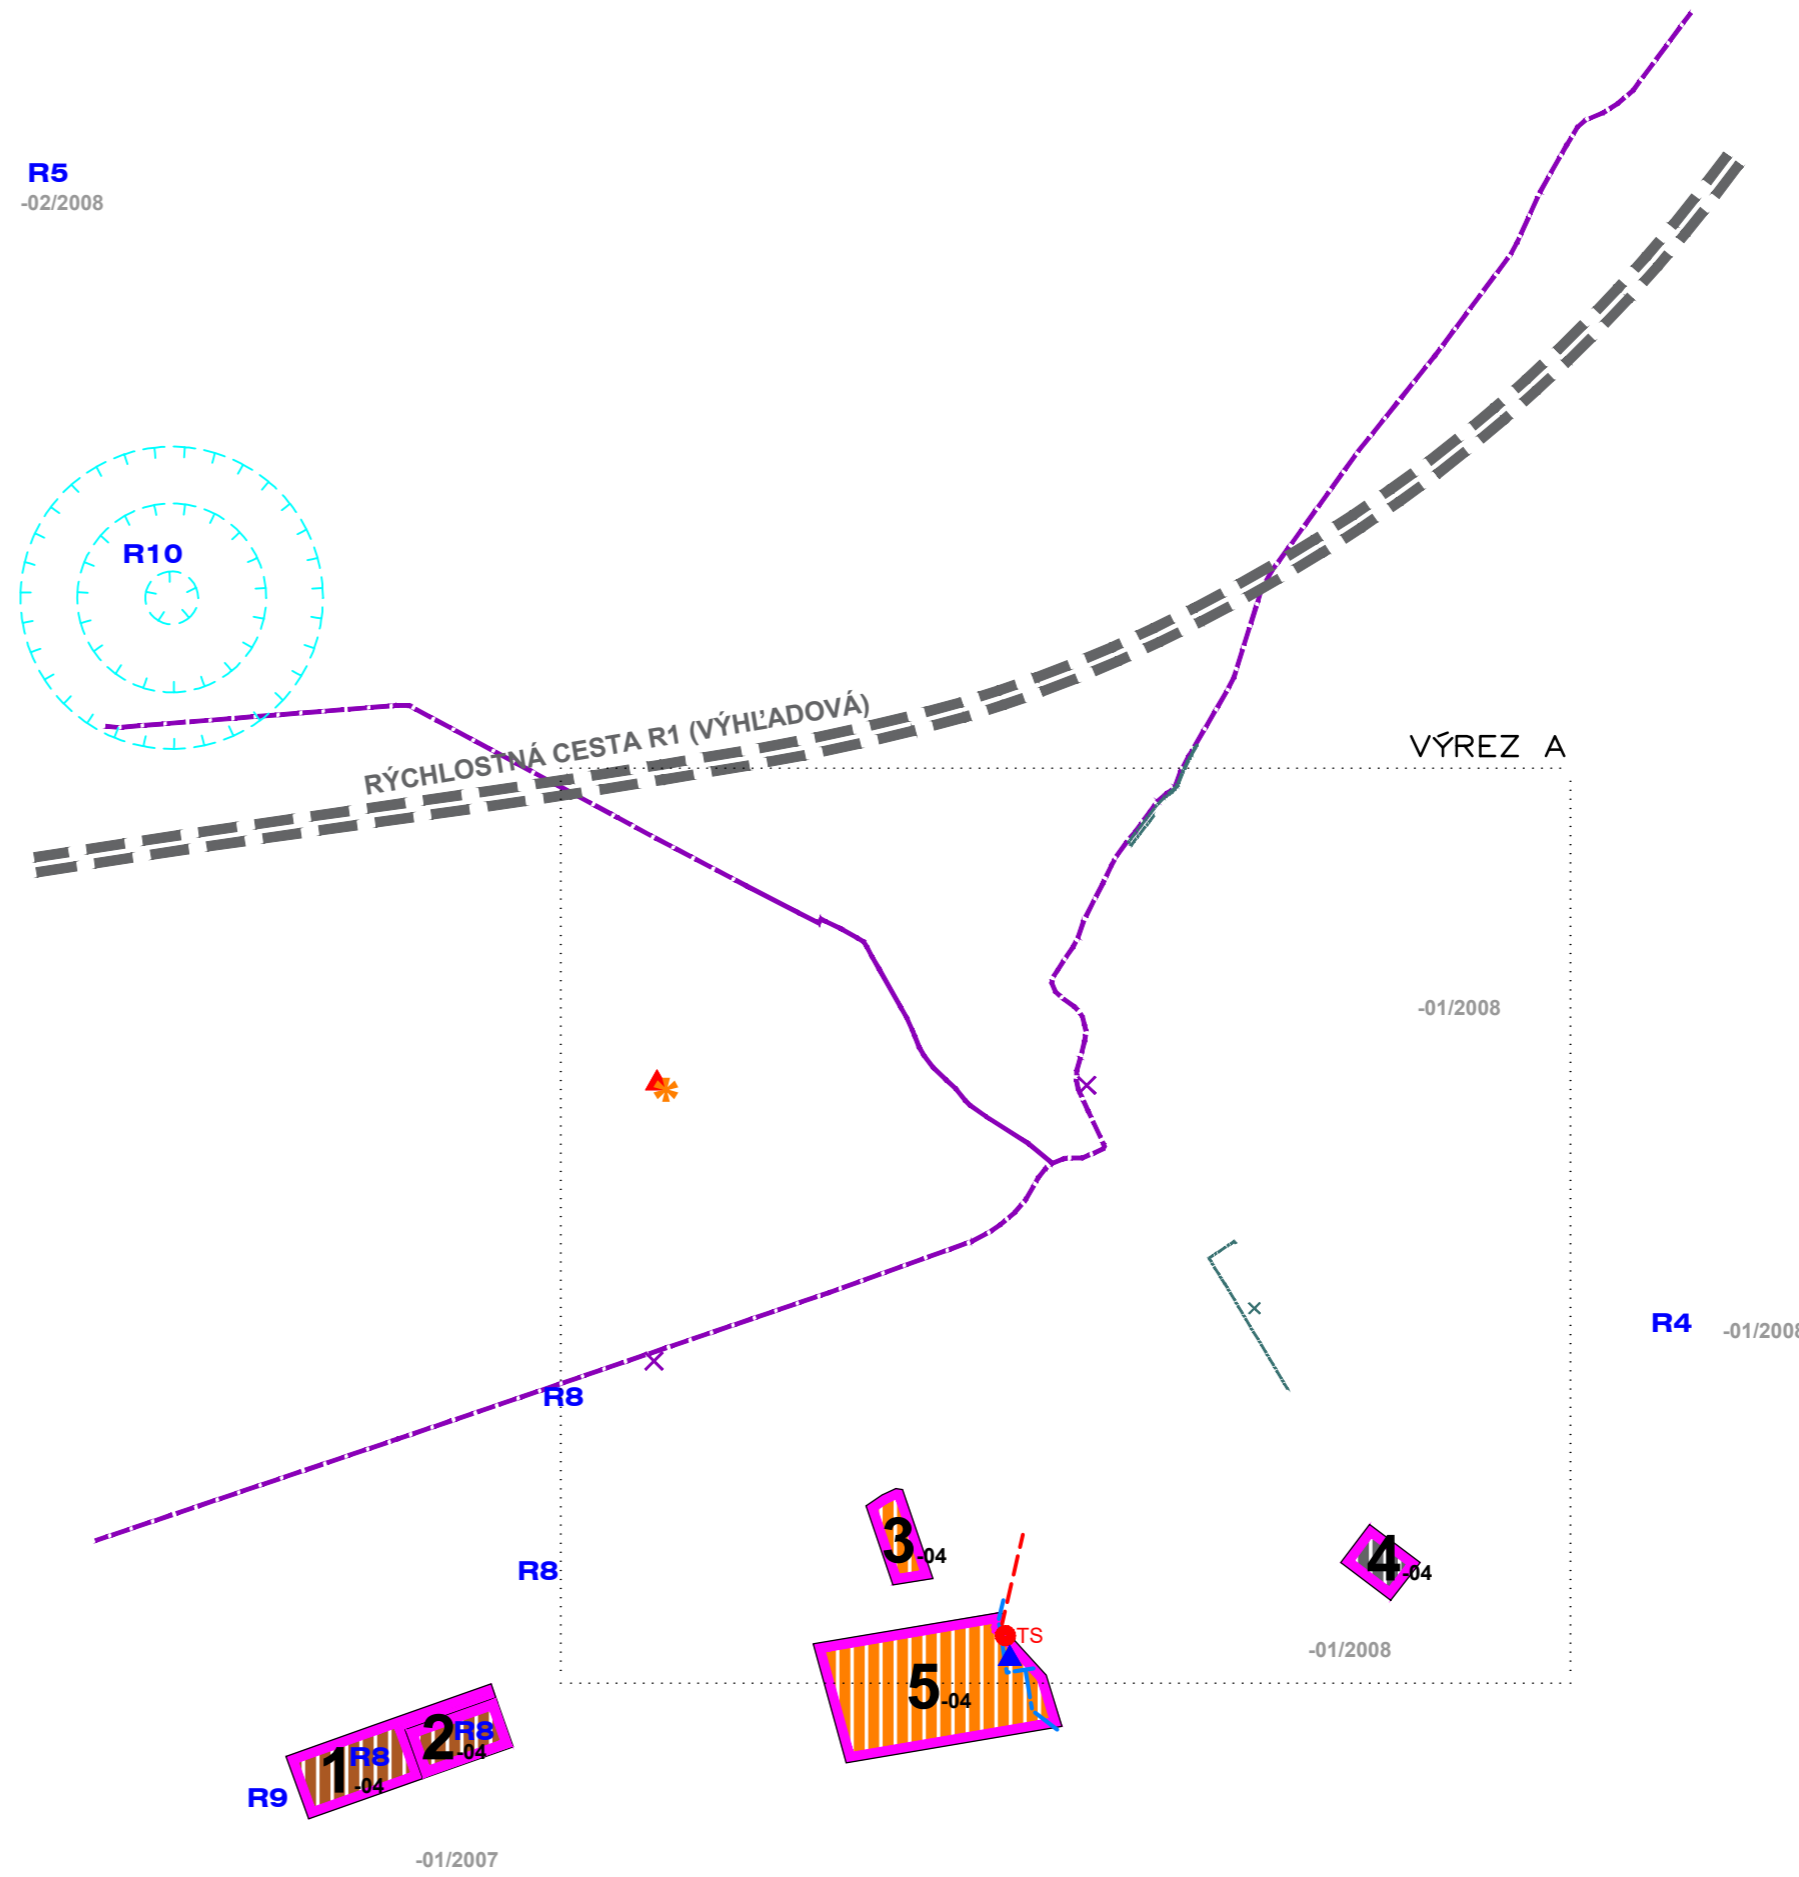 R5
-02/2008
R10
RÝCHLOSTNÁ CESTA R1 (VÝHĽADOVÁ)
VÝREZ A
-01/2008
R4 -01/2008
R8
3-04
4-04
R8
TS
-01/2008
5-04
2-04 R8
1-04 R8
R9
-01/2007